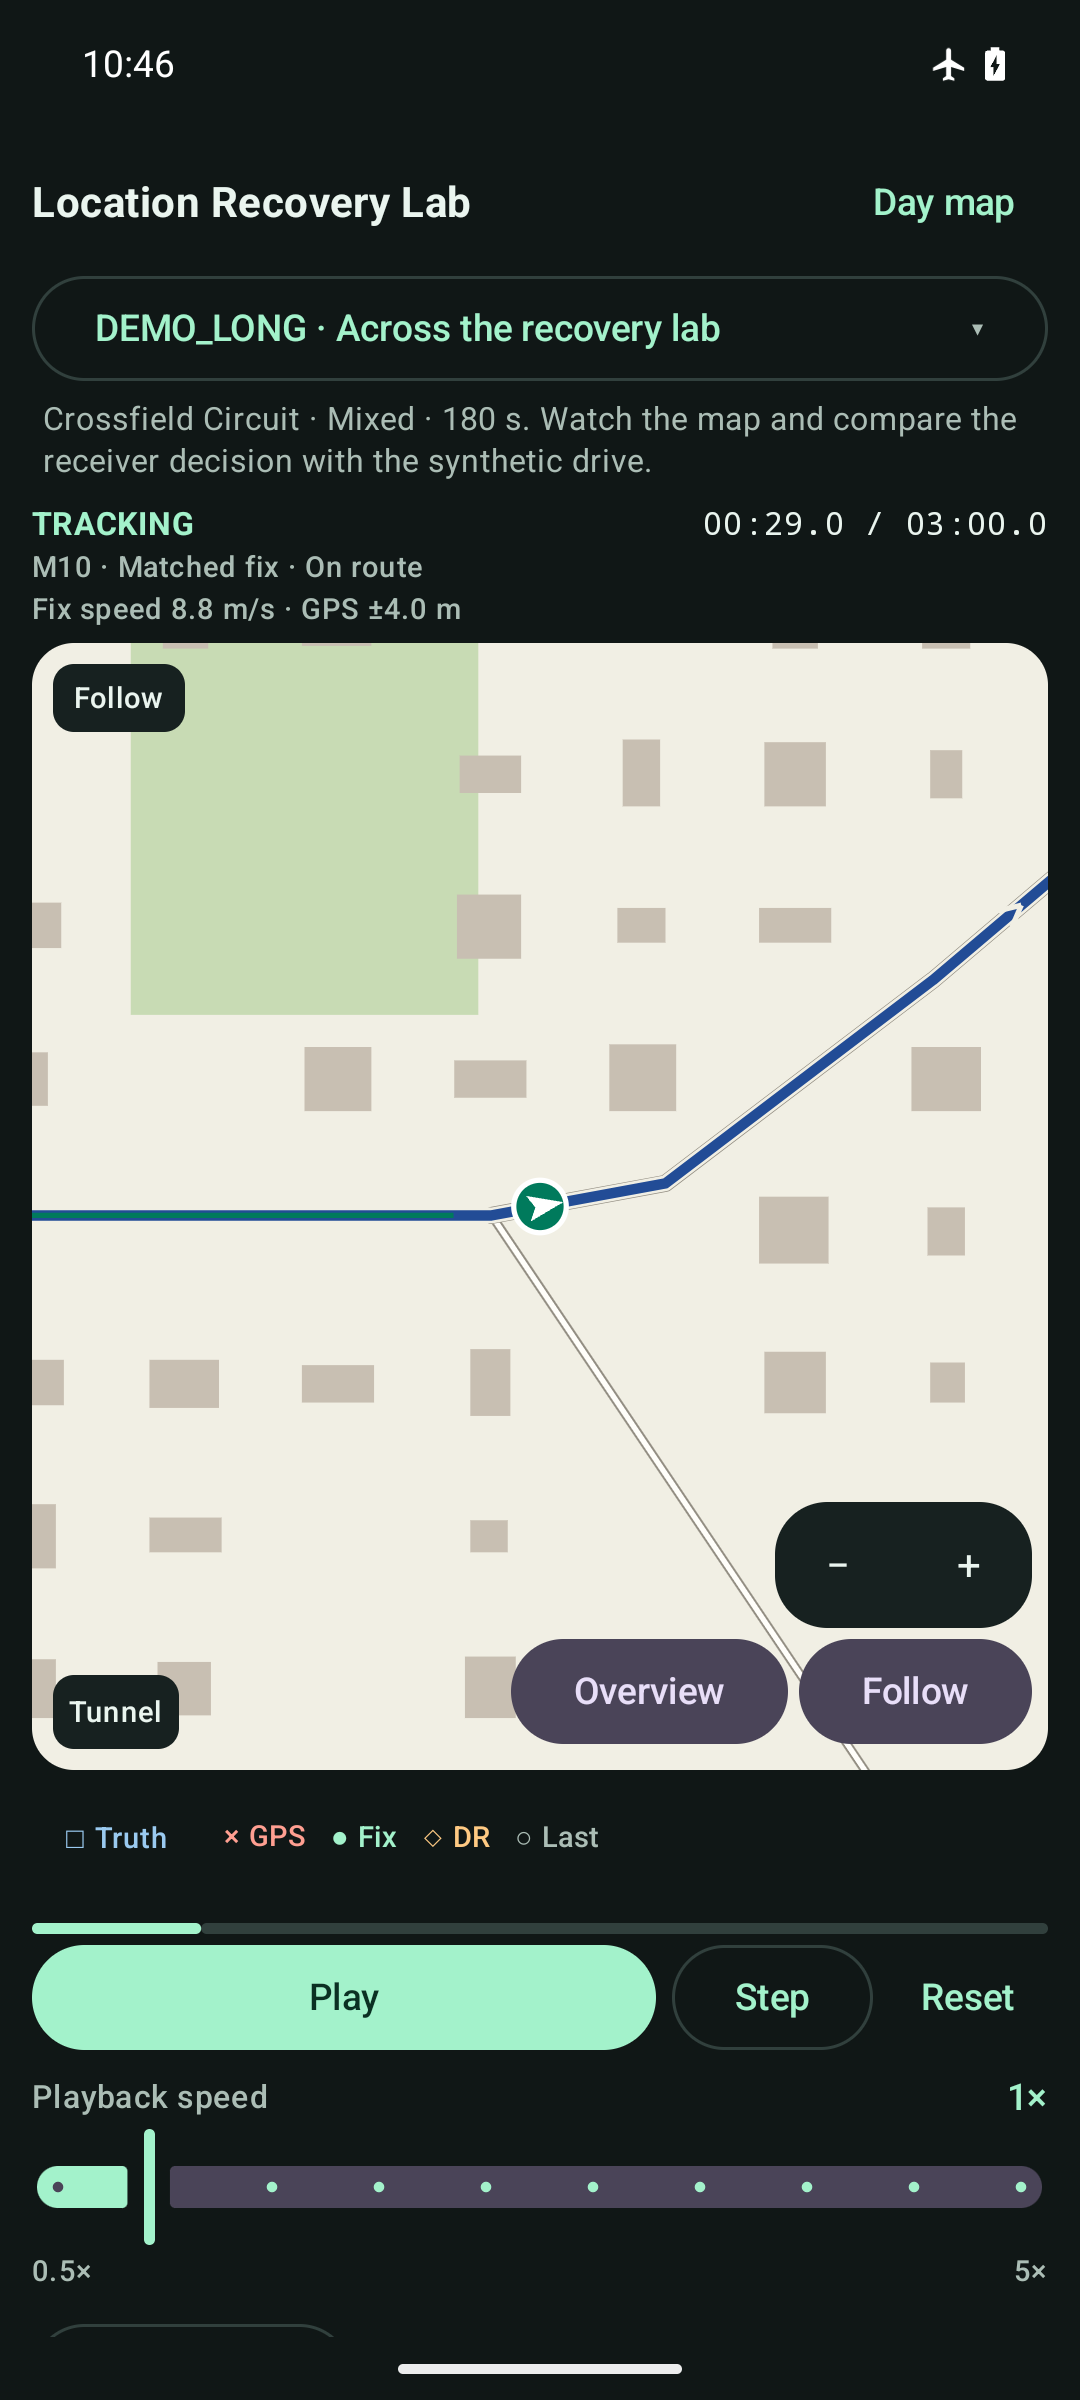 10:46
Location Recovery Lab
Day map
DEMO_LONG · Across the recovery lab
Crossfield Circuit · Mixed · 180 s. Watch the map and compare the
receiver decision with the synthetic drive.
TRACKING
00:29.0 / 03:00.0
M10 · Matched fix · On route
Fix speed 8.8 m/s · GPS ±4.0 m
Follow
− +
Overview
Follow
Tunnel
□ Truth × GPS ● Fix ◇ DR ○ Last
Play
Step
Reset
Playback speed
1×
0.5×
5×